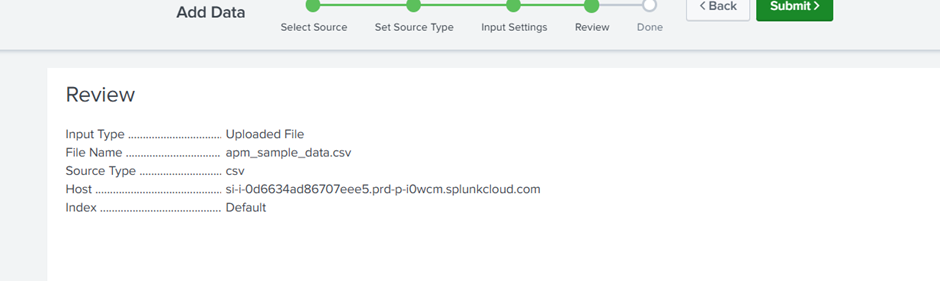 Add Data
Select Source
Set Source Type
Input Settings
Review
Done
< Back
Submit >
Review
Input Type ................................ Uploaded File
File Name ................................ apm_sample_data.csv
Source Type ............................ csv
Host ........................................... si-i-0d6634ad86707eee5.prd-p-i0wcm.splunkcloud.com
Index ......................................... Default